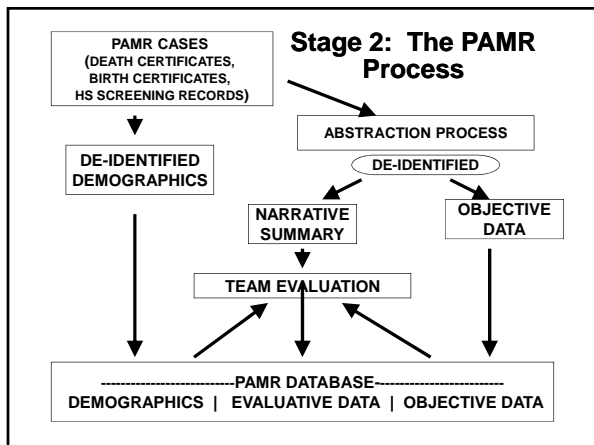 Stage 2: The PAMR
Process
PAMR CASES
(DEATH CERTIFICATES,
BIRTH CERTIFICATES,
HS SCREENING RECORDS)
ABSTRACTION PROCESS
DE-IDENTIFIED
DE-IDENTIFIED
DEMOGRAPHICS
NARRATIVE
SUMMARY
OBJECTIVE
DATA
TEAM EVALUATION
---------------------------PAMR DATABASE-------------------------
DEMOGRAPHICS | EVALUATIVE DATA | OBJECTIVE DATA